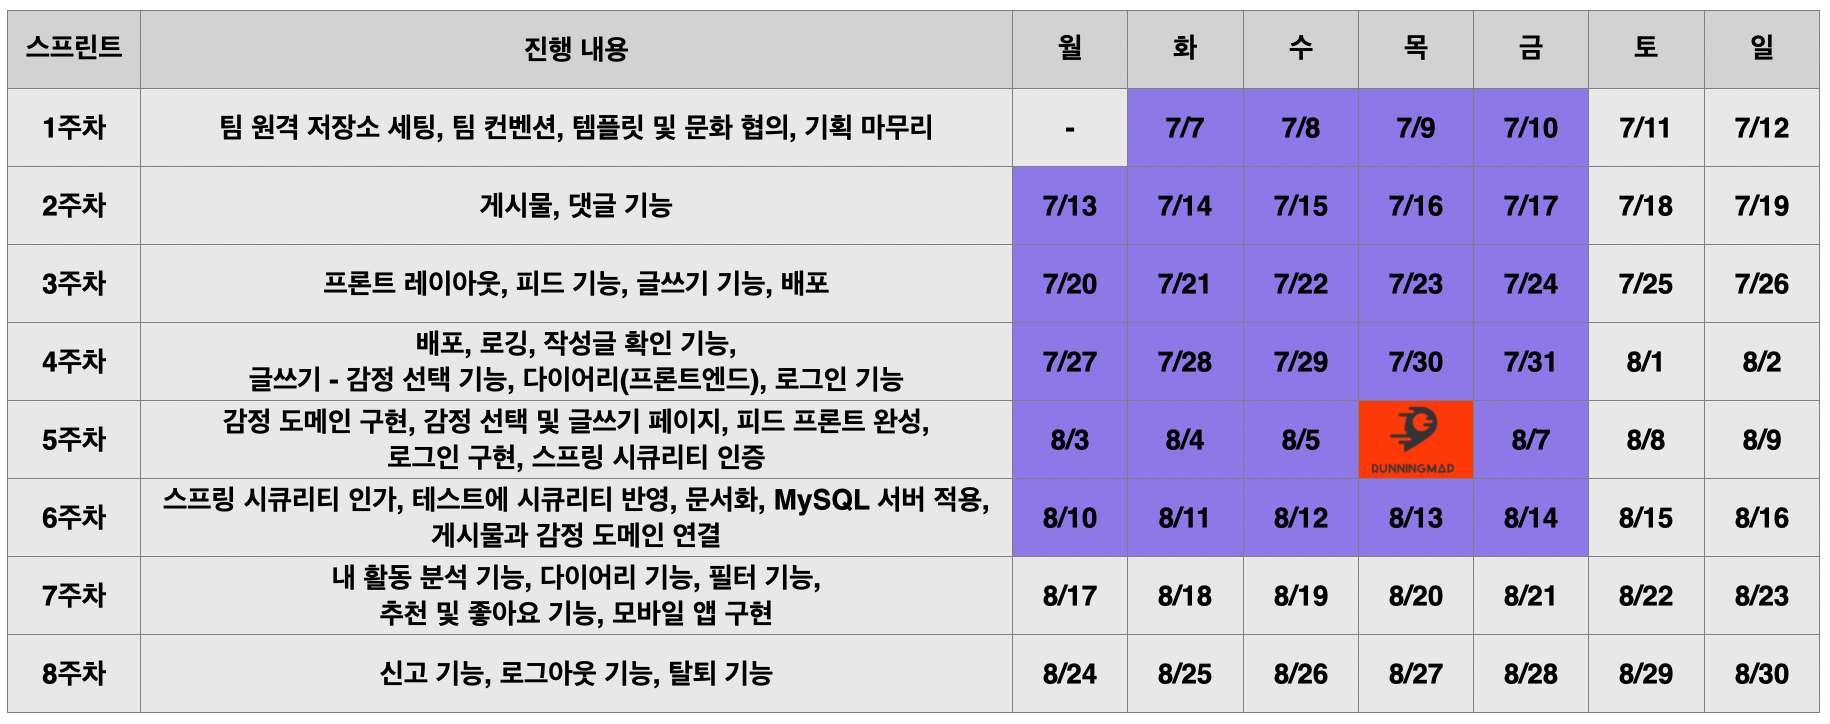 스프린트 진행 내용 월 화 수 목 금 토 일
1주차 팀 원격 저장소 세팅, 팀 컨벤션, 템플릿 및 문화 협의, 기획 마무리 - 7/7 7/8 7/9 7/10 7/11 7/12
2주차 게시물, 댓글 기능 7/13 7/14 7/15 7/16 7/17 7/18 7/19
3주차 프론트 레이아웃, 피드 기능, 글쓰기 기능, 배포 7/20 7/21 7/22 7/23 7/24 7/25 7/26
4주차 배포, 로깅, 작성글 확인 기능,
글쓰기 - 감정 선택 기능, 다이어리(프론트엔드), 로그인 기능 7/27 7/28 7/29 7/30 7/31 8/1 8/2
5주차 감정 도메인 구현, 감정 선택 및 글쓰기 페이지, 피드 프론트 완성,
로그인 구현, 스프링 시큐리티 인증 8/3 8/4 8/5 RUNNINGMAP 8/7 8/8 8/9
6주차 스프링 시큐리티 인가, 테스트에 시큐리티 반영, 문서화, MySQL 서버 적용,
게시물과 감정 도메인 연결 8/10 8/11 8/12 8/13 8/14 8/15 8/16
7주차 내 활동 분석 기능, 다이어리 기능, 필터 기능,
추천 및 좋아요 기능, 모바일 앱 구현 8/17 8/18 8/19 8/20 8/21 8/22 8/23
8주차 신고 기능, 로그아웃 기능, 탈퇴 기능 8/24 8/25 8/26 8/27 8/28 8/29 8/30